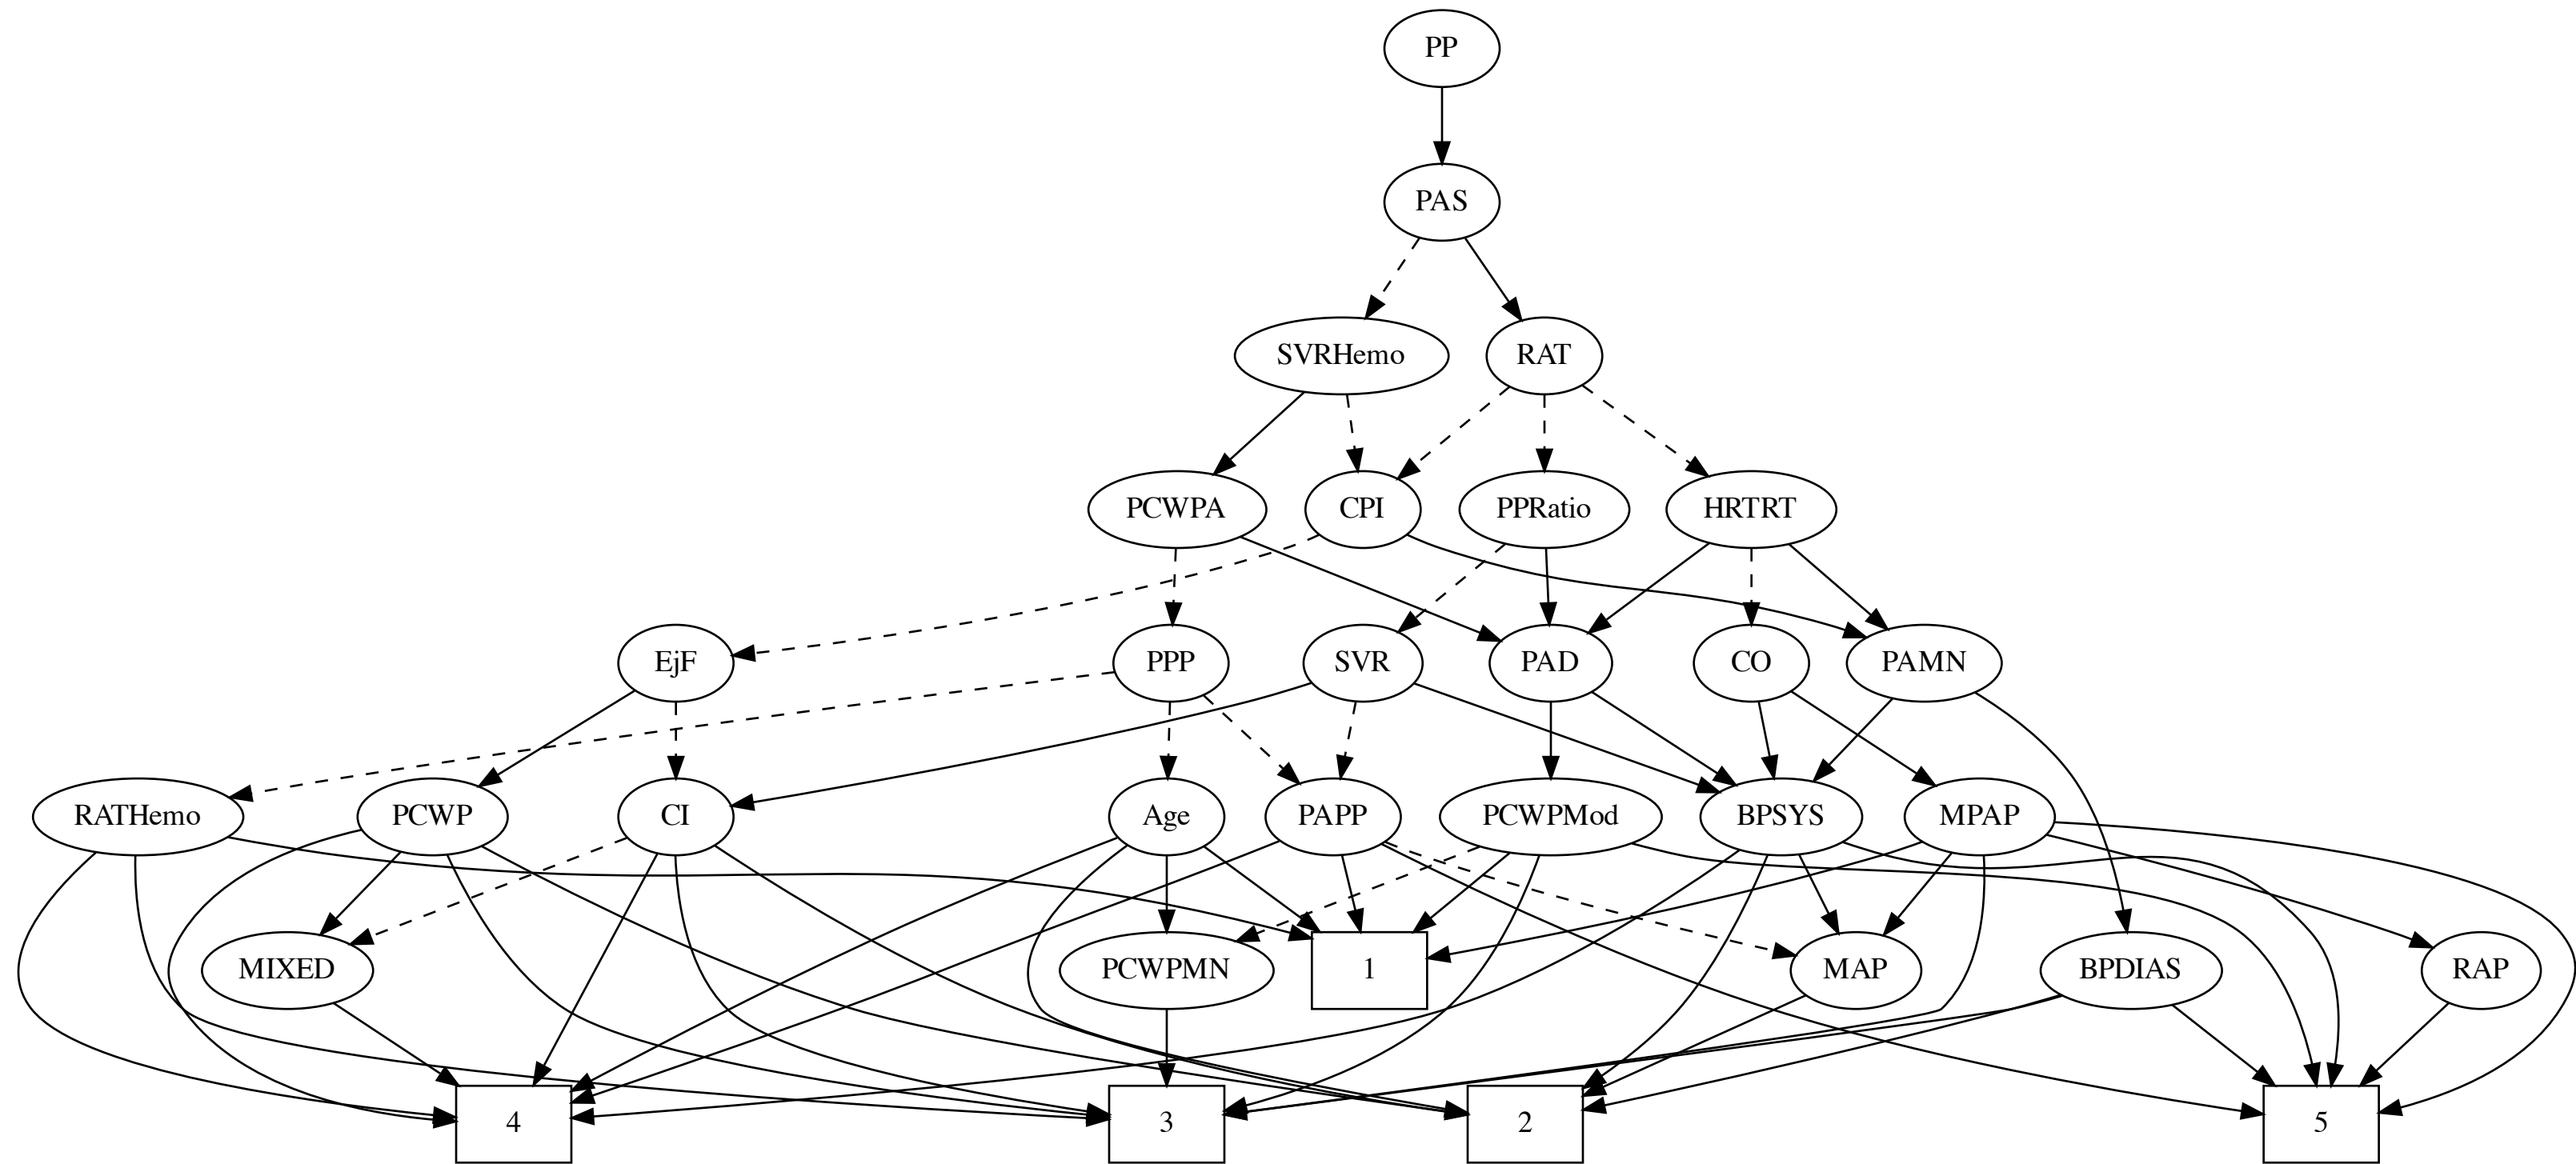 PP
PAS
SVRHemo
RAT
PCWPA
CPI
PPRatio
HRTRT
EjF
PPP
SVR
PAD
CO
PAMN
RATHemo
PCWP
CI
Age
PAPP
PCWPMod
BPSYS
MPAP
MIXED
PCWPMN
1
MAP
BPDIAS
RAP
4
3
2
5